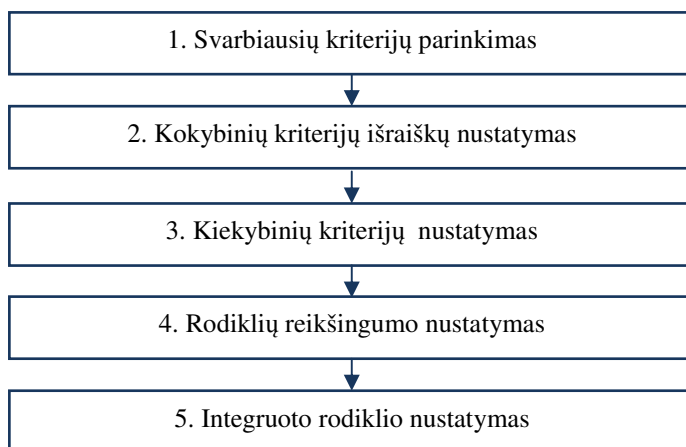 1. Svarbiausių kriterijų parinkimas
2. Kokybinių kriterijų išraiškų nustatymas
3. Kiekybinių kriterijų nustatymas
4. Rodiklių reikšingumo nustatymas
5. Integruoto rodiklio nustatymas